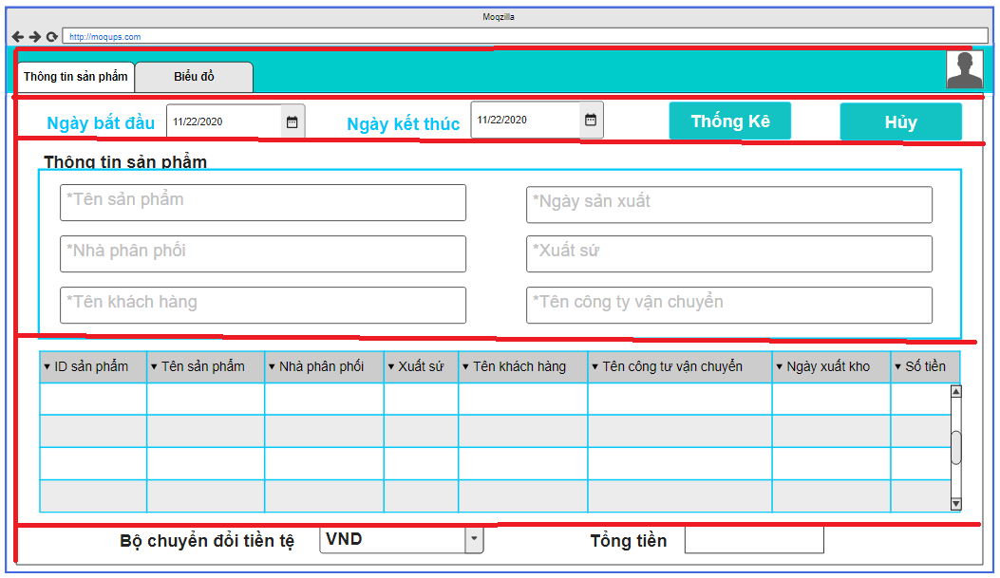 Moqzilla
http://moqups.com
Thông tin sản phẩm Biểu đồ
Ngày bắt đầu 11/22/2020 Ngày kết thúc 11/22/2020 Thống Kê Hủy
Thông tin sản phẩm
*Tên sản phẩm *Ngày sản xuất
*Nhà phân phối *Xuất sứ
*Tên khách hàng *Tên công ty vận chuyển
ID sản phẩm Tên sản phẩm Nhà phân phối Xuất sứ Tên khách hàng Tên công tư vận chuyển Ngày xuất kho Số tiền
Bộ chuyển đổi tiền tệ VND Tổng tiền